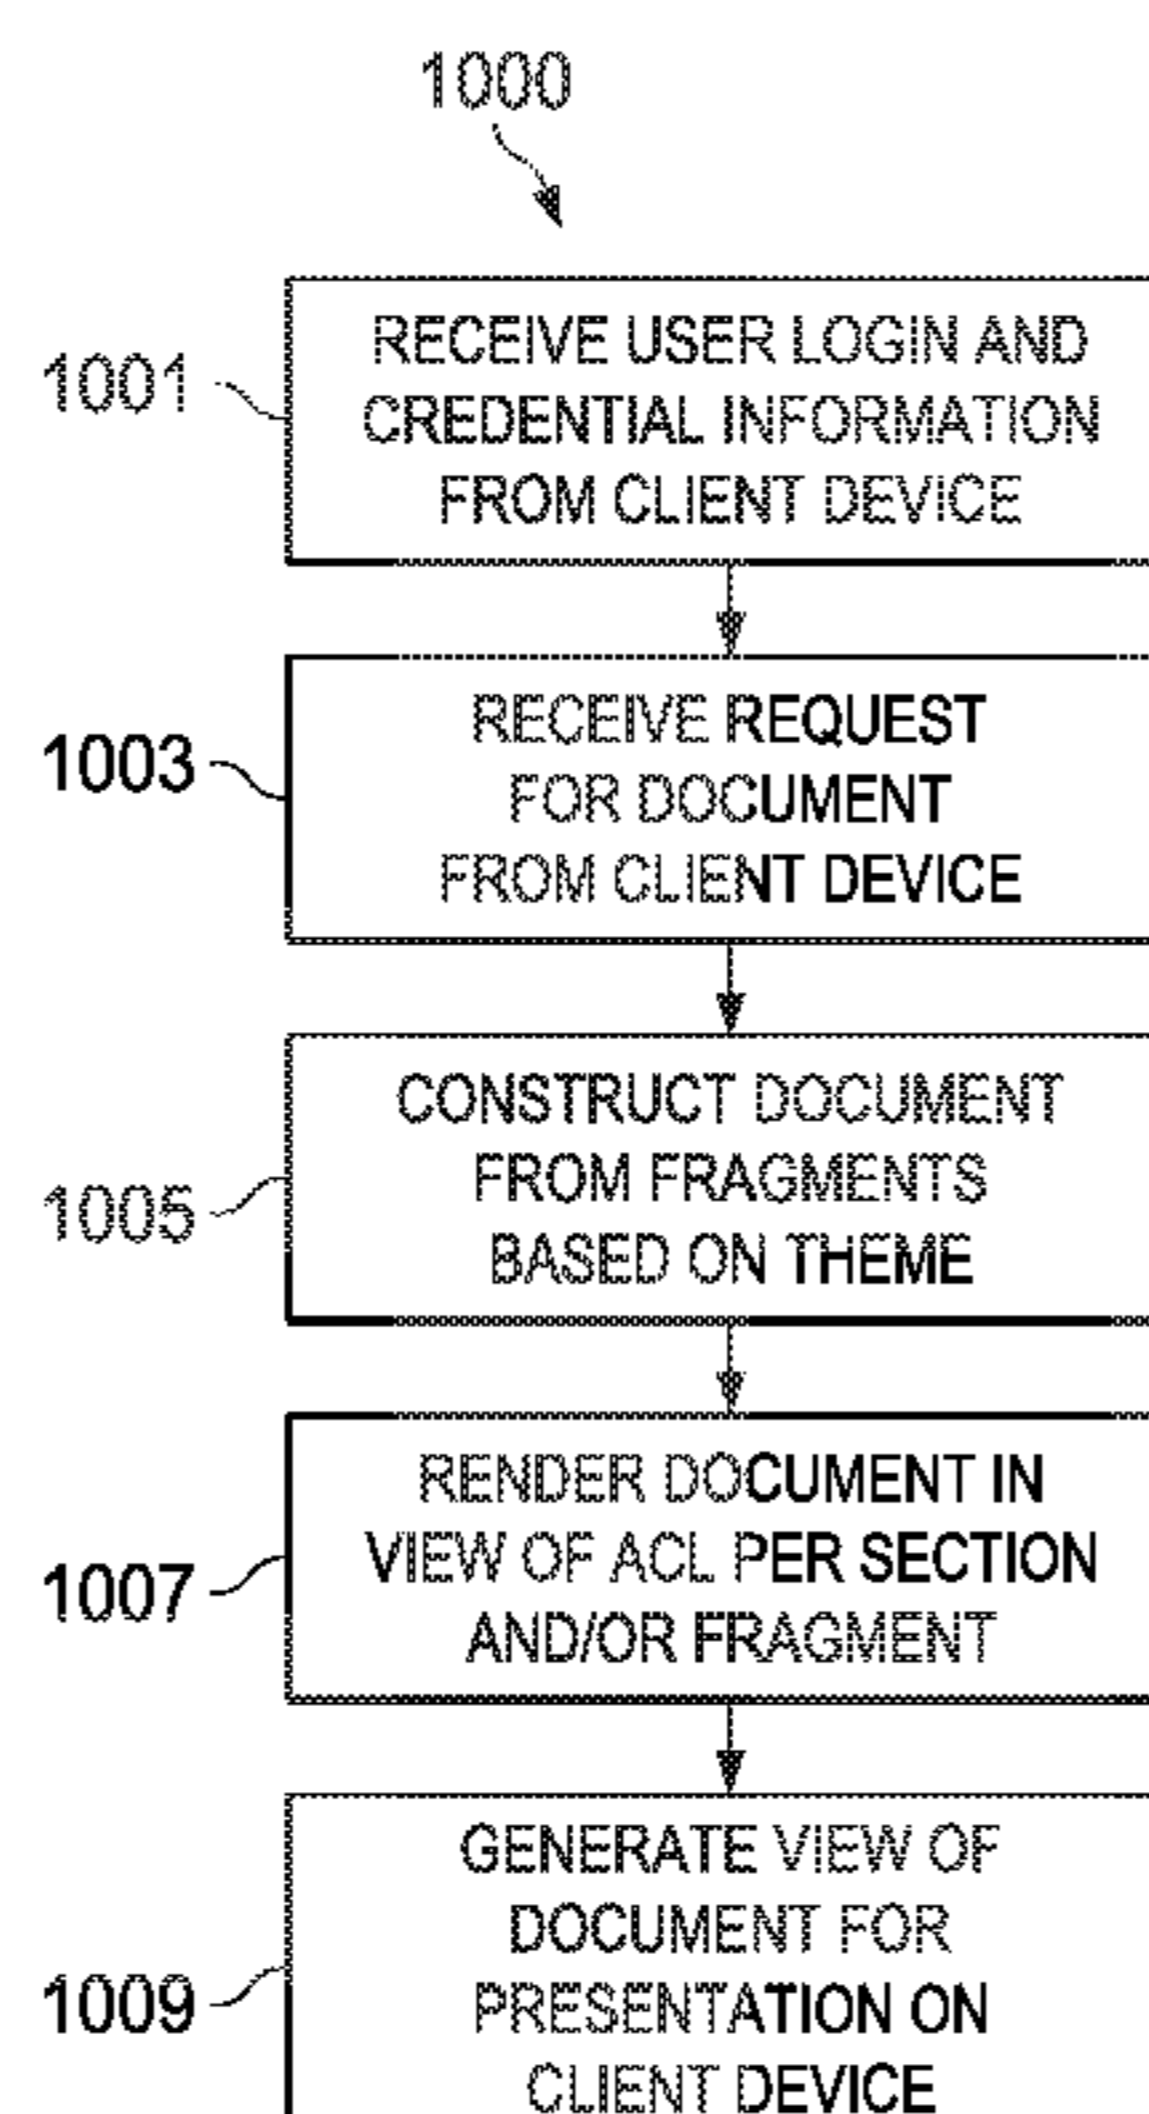 1000
1001
RECEIVE USER LOGIN AND
CREDENTIAL INFORMATION
FROM CLIENT DEVICE
1003
RECEIVE REQUEST
FOR DOCUMENT
FROM CLIENT DEVICE
1005
CONSTRUCT DOCUMENT
FROM FRAGMENTS
BASED ON THEME
1007
RENDER DOCUMENT IN
VIEW OF ACL PER SECTION
AND/OR FRAGMENT
1009
GENERATE VIEW OF
DOCUMENT FOR
PRESENTATION ON
CLIENT DEVICE